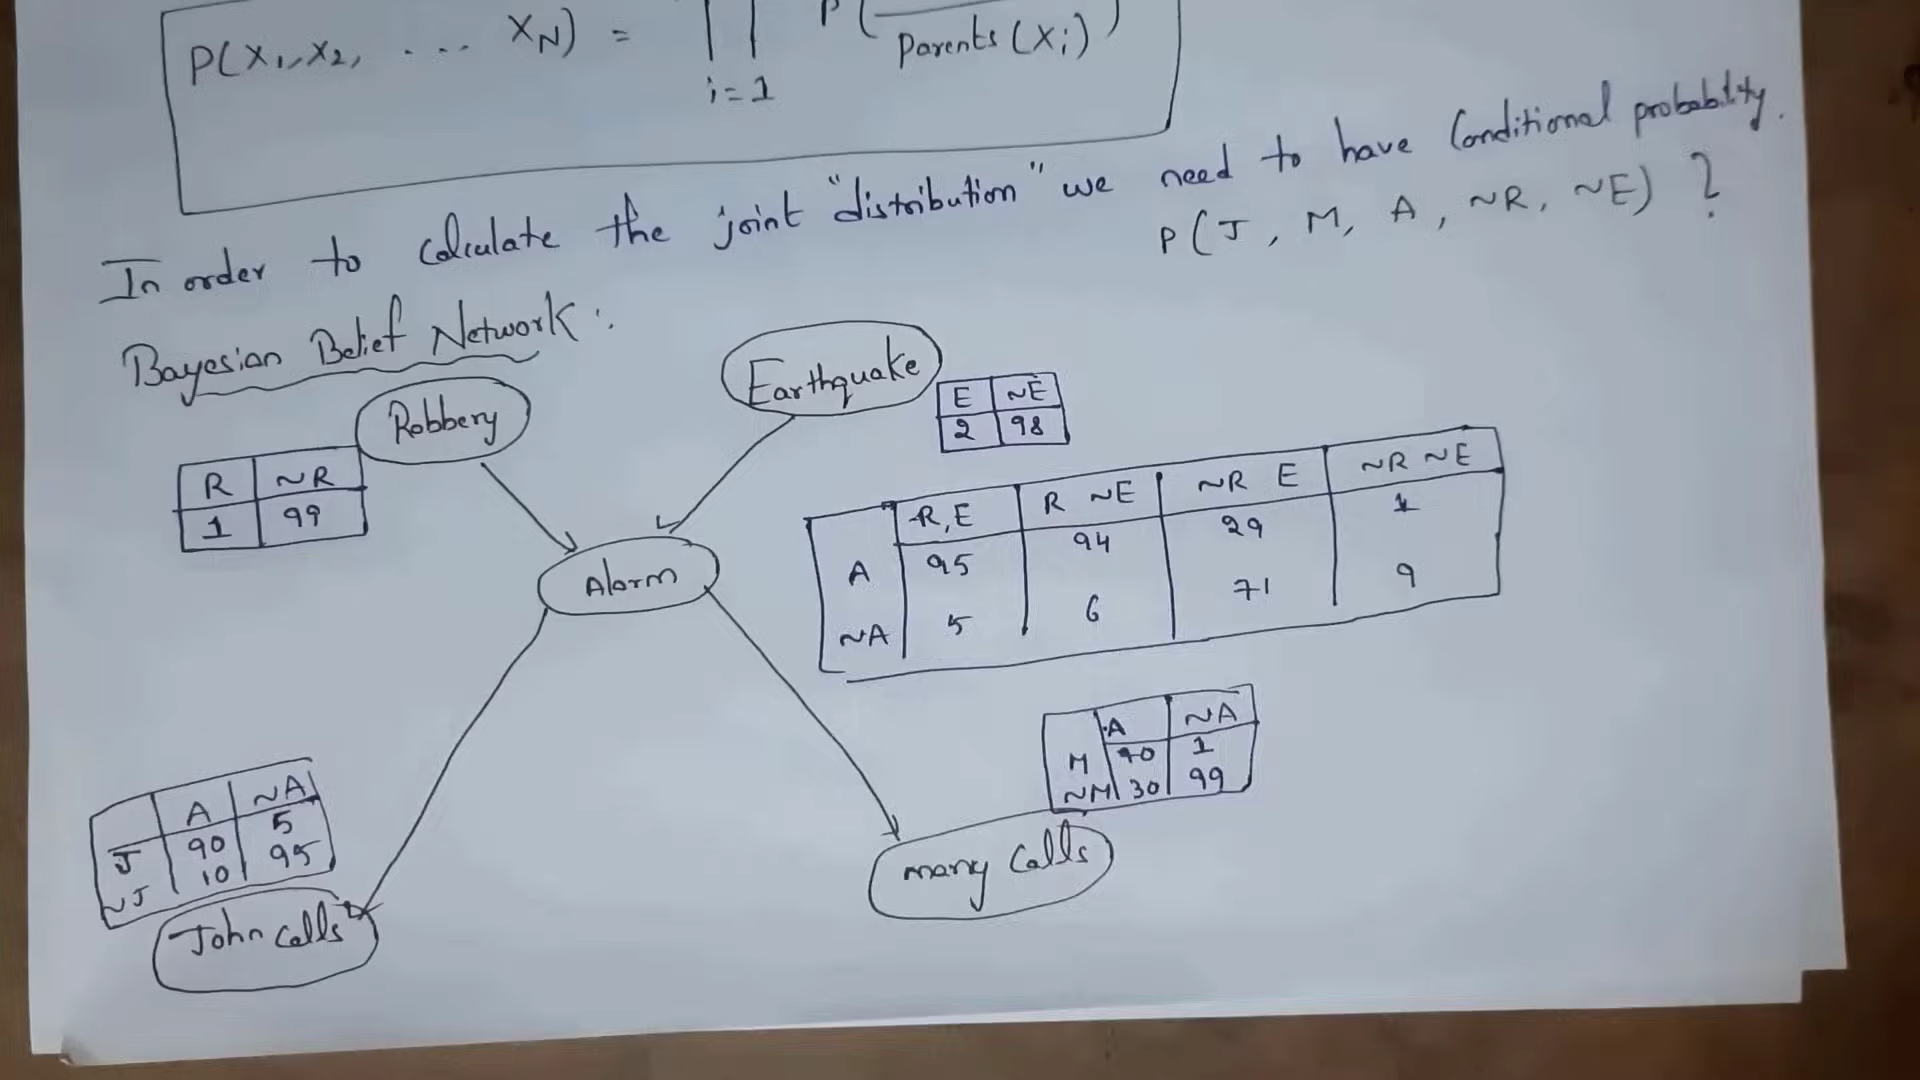 P(X1, X2, .... XN) = ∏ P( / Parents (Xi) )
i=1
In order to calculate the joint "distribution" we need to have Conditional probability.
P(J, M, A, ~R, ~E) ?
Bayesian Belief Network:
Robbery
R ~R
1 99
Earthquake
E ~E
2 98
Alarm
R,E R ~E ~R E ~R ~E
A 95 94 29 1
~A 5 6 71 9
A ~A
M 70 1
~M 30 99
many Calls
A ~A
J 90 5
~J 10 95
John calls